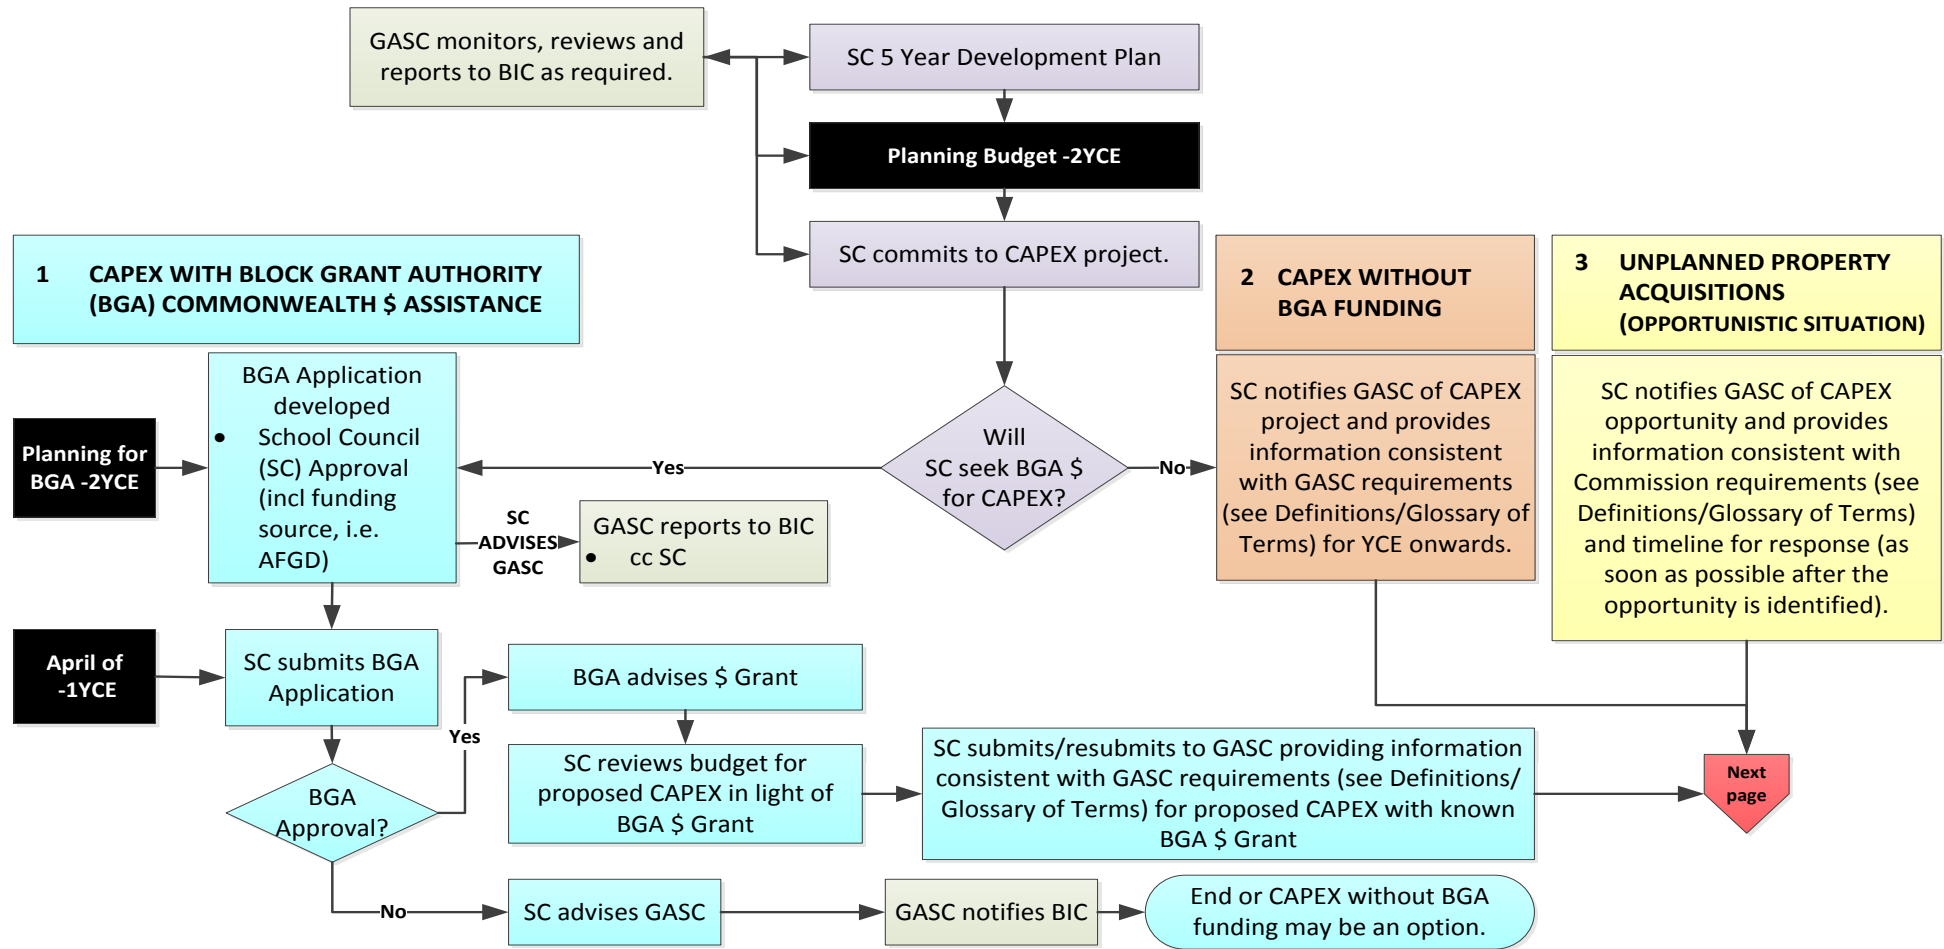 GASC monitors, reviews and
reports to BIC as required.
SC 5 Year Development Plan
Planning Budget -2YCE
SC commits to CAPEX project.
1 CAPEX WITH BLOCK GRANT AUTHORITY
(BGA) COMMONWEALTH $ ASSISTANCE
2 CAPEX WITHOUT
BGA FUNDING
3 UNPLANNED PROPERTY
ACQUISITIONS
(OPPORTUNISTIC SITUATION)
Planning for
BGA -2YCE
BGA Application
developed
• School Council
(SC) Approval
(incl funding
source, i.e.
AFGD)
Yes
Will
SC seek BGA $
for CAPEX?
No
SC
ADVISES
GASC
GASC reports to BIC
• cc SC
SC notifies GASC of CAPEX
project and provides
information consistent
with GASC requirements
(see Definitions/Glossary of
Terms) for YCE onwards.
SC notifies GASC of CAPEX
opportunity and provides
information consistent with
Commission requirements (see
Definitions/Glossary of Terms)
and timeline for response (as
soon as possible after the
opportunity is identified).
April of
-1YCE
SC submits BGA
Application
BGA
Approval?
Yes
BGA advises $ Grant
SC reviews budget for
proposed CAPEX in light of
BGA $ Grant
SC submits/resubmits to GASC providing information
consistent with GASC requirements (see Definitions/
Glossary of Terms) for proposed CAPEX with known
BGA $ Grant
Next
page
No
SC advises GASC
GASC notifies BIC
End or CAPEX without BGA
funding may be an option.